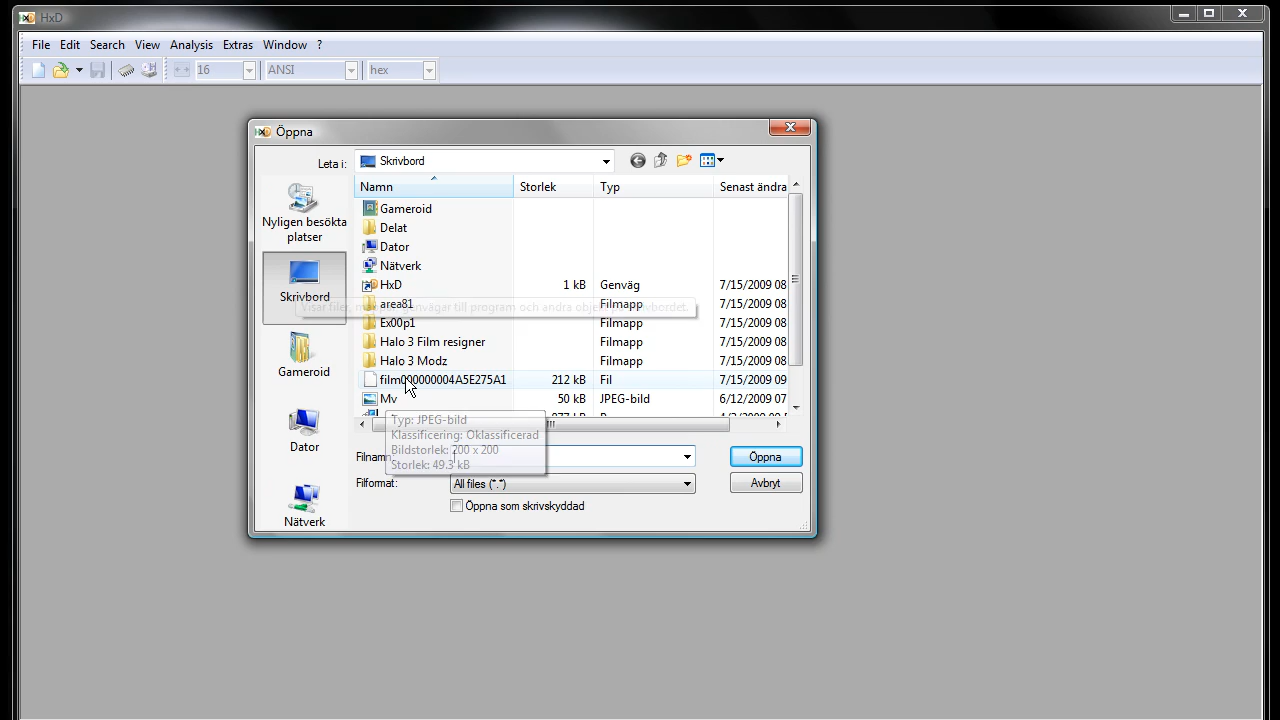 HxD
File Edit Search View Analysis Extras Window ?
16 ANSI hex
Öppna
Leta i: Skrivbord
Namn Storlek Typ Senast ändra
Nyligen besökta
platser
Skrivbord
Gameroid
Dator
Nätverk
Gameroid
Delat
Dator
Nätverk
HxD 1 kB Genväg 7/15/2009 08
area81 Filmapp 7/15/2009 08
Ex00p1 Filmapp 7/15/2009 08
Halo 3 Film resigner Filmapp 7/15/2009 08
Halo 3 Modz Filmapp 7/15/2009 08
film000000004A5E275A1 212 kB Fil 7/15/2009 09
Mv 50 kB JPEG-bild 6/12/2009 07
Typ: JPEG-bild
Klassificering: Oklassificerad
Bildstorlek: 200 x 200
Storlek: 49.3 kB
Filnamn
Filformat: All files (*.*)
Öppna som skrivskyddad
Öppna
Avbryt